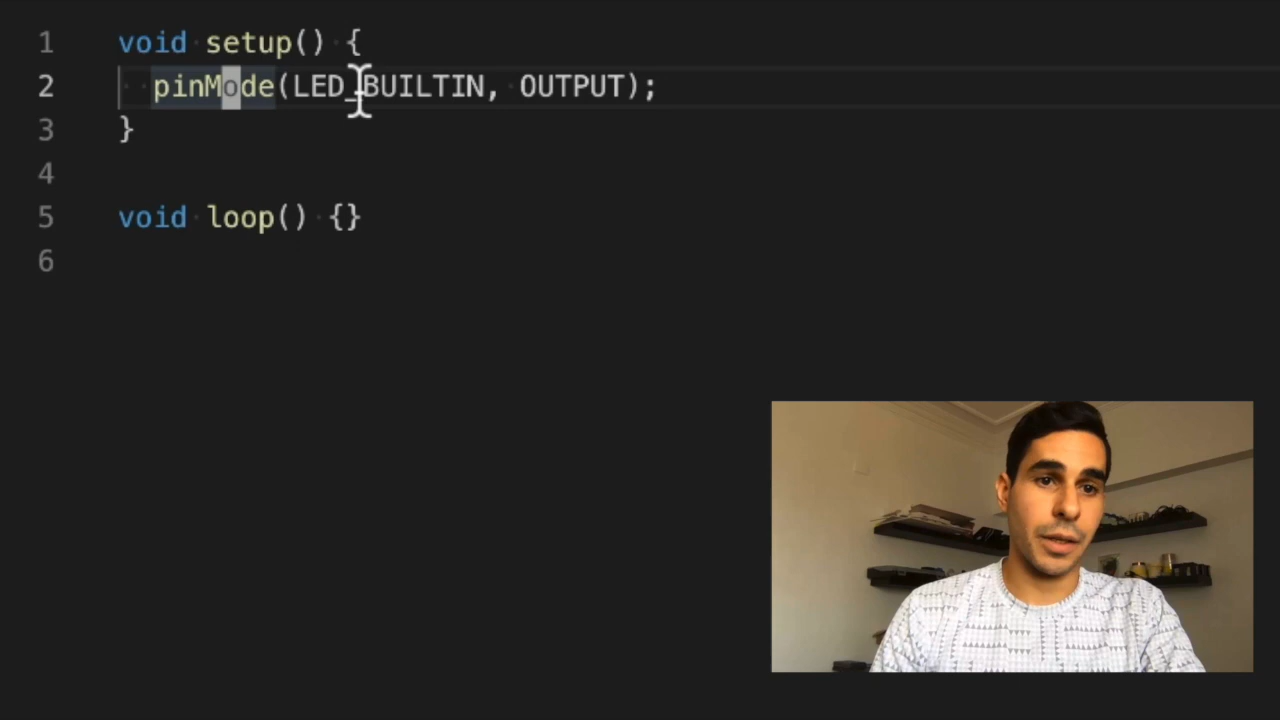 1 void setup() {
2 pinMode(LED_BUILTIN, OUTPUT);
3 }
4
5 void loop() {}
6